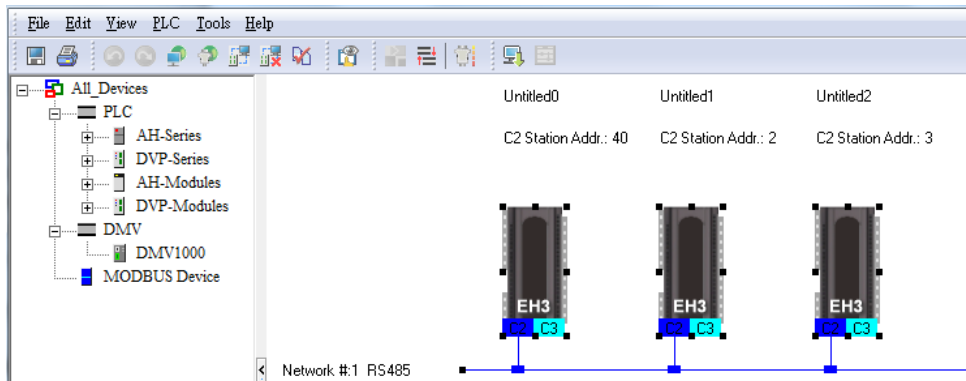 File Edit View PLC Tools Help
All_Devices
PLC
AH-Series
DVP-Series
AH-Modules
DVP-Modules
DMV
DMV1000
MODBUS Device
Untitled0 Untitled1 Untitled2
C2 Station Addr.: 40 C2 Station Addr.: 2 C2 Station Addr.: 3
EH3 EH3 EH3
C2 C3 C2 C3 C2 C3
Network #:1 RS485